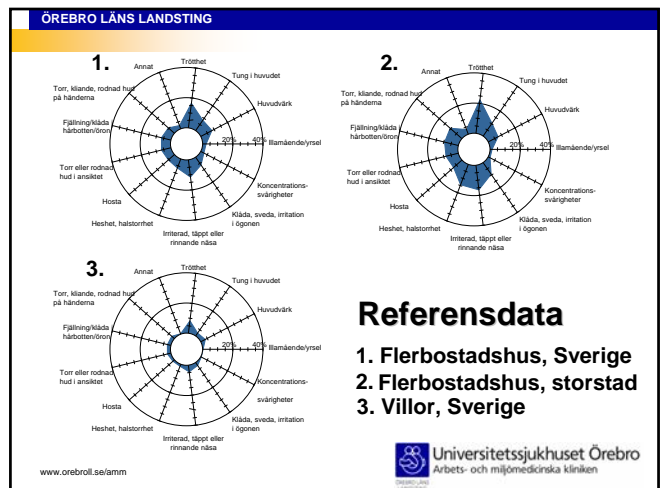 ÖREBRO LÄNS LANDSTING
1.
Annat
Trötthet
Tung i huvudet
Huvudvärk
20%
40%
Illamående/yrsel
Koncentrations-
svårigheter
Klåda, sveda, irritation
i ögonen
Irriterad, täppt eller
rinnande näsa
Heshet, halstorrhet
Hosta
Torr eller rodnad
hud i ansiktet
Fjällning/klåda
hårbotten/öron
Torr, kliande, rodnad hud
på händerna
2.
Annat
Trötthet
Tung i huvudet
Huvudvärk
20%
40%
Illamående/yrsel
Koncentrations-
svårigheter
Klåda, sveda, irritation
i ögonen
Irriterad, täppt eller
rinnande näsa
Heshet, halstorrhet
Hosta
Torr eller rodnad
hud i ansiktet
Fjällning/klåda
hårbotten/öron
Torr, kliande, rodnad hud
på händerna
3.
Annat
Trötthet
Tung i huvudet
Huvudvärk
20%
40%
Illamående/yrsel
Koncentrations-
svårigheter
Klåda, sveda, irritation
i ögonen
Irriterad, täppt eller
rinnande näsa
Heshet, halstorrhet
Hosta
Torr eller rodnad
hud i ansiktet
Fjällning/klåda
hårbotten/öron
Torr, kliande, rodnad hud
på händerna
Referensdata
1. Flerbostadshus, Sverige
2. Flerbostadshus, storstad
3. Villor, Sverige
Universitetssjukhuset Örebro
Arbets- och miljömedicinska kliniken
ÖREBRO LÄNS
LANDSTING
www.orebroll.se/amm